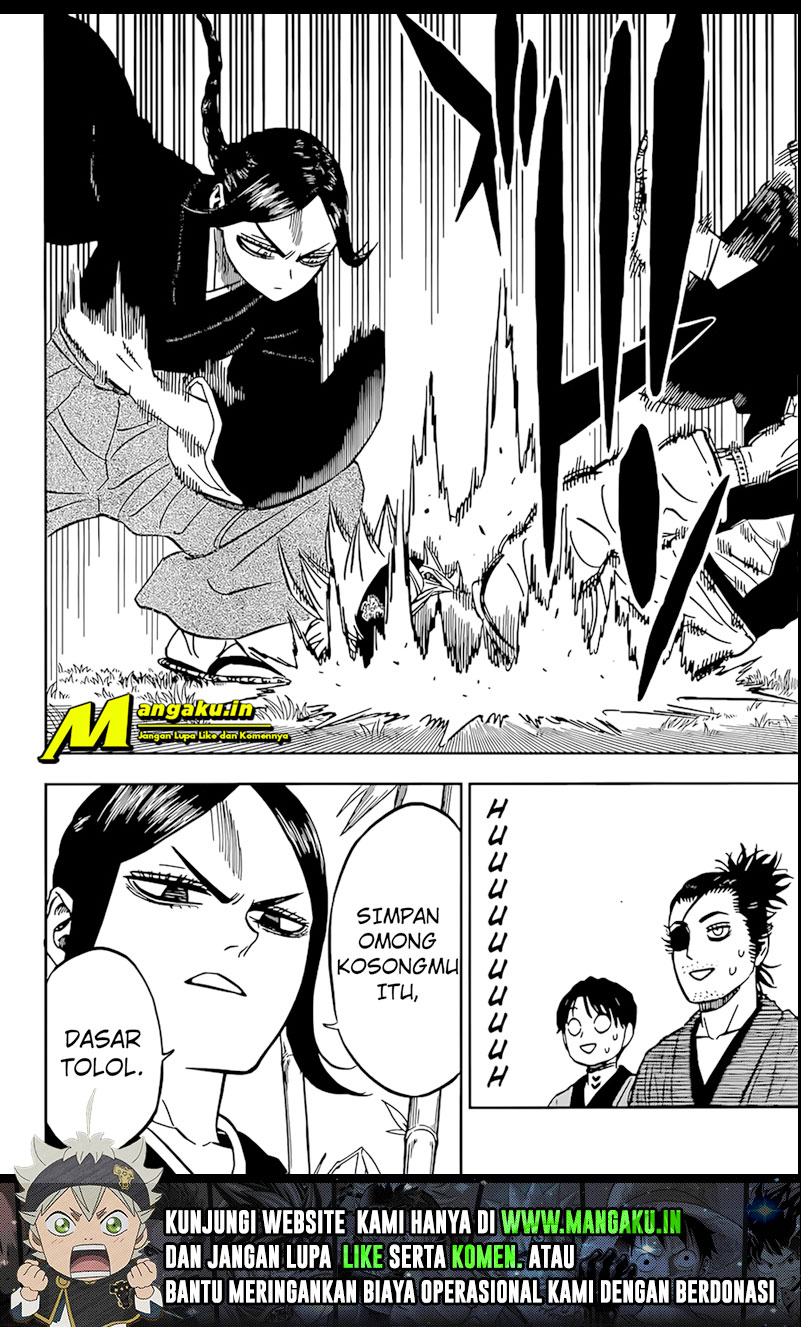 Mangaku.in
Jangan Lupa Like dan Komennya
HUUUUUUUUUH
SIMPAN
OMONG
KOSONGMU
ITU,
DASAR
TOLOL.
KUNJUNGI WEBSITE KAMI HANYA DI WWW.MANGAKU.IN
DAN JANGAN LUPA LIKE SERTA KOMEN. ATAU
BANTU MERINGANKAN BIAYA OPERASIONAL KAMI DENGAN BERDONASI